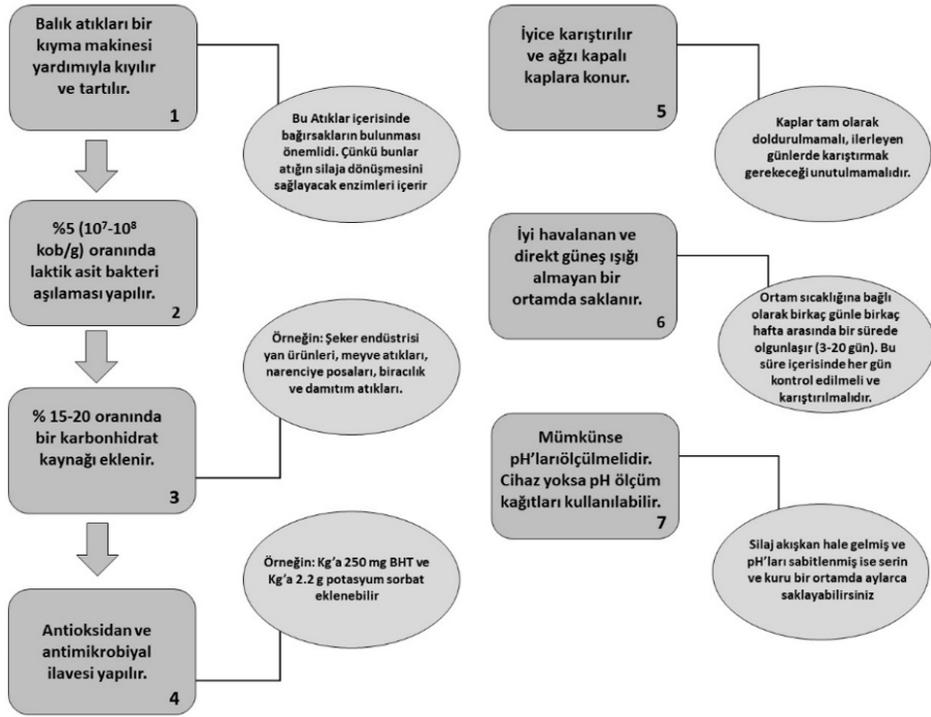 Balık atıkları bir
kıyma makinesi
yardımıyla kıyılır
ve tartılır.
1
Bu Atıklar içerisinde
bağırsakların bulunması
önemlidi. Çünkü bunlar
atığın silaja dönüşmesini
sağlayacak enzimleri içerir
%5 (10⁷-10⁸
kob/g) oranında
laktik asit bakteri
aşılaması yapılır.
2
% 15-20 oranında
bir karbonhidrat
kaynağı eklenir.
3
Örneğin: Şeker endüstrisi
yan ürünleri, meyve atıkları,
narenciye posaları, biracılık
ve damıtım atıkları.
Antioksidan ve
antimikrobiyal
ilavesi yapılır.
4
Örneğin: Kg’a 250 mg BHT ve
Kg’a 2.2 g potasyum sorbat
eklenebilir
İyice karıştırılır
ve ağzı kapalı
kaplara konur.
5
Kaplar tam olarak
doldurulmamalı, ilerleyen
günlerde karıştırmak
gerekeceği unutulmamalıdır.
İyi havalanan ve
direkt güneş ışığı
almayan bir
ortamda saklanır.
6
Ortam sıcaklığına bağlı
olarak birkaç günle birkaç
hafta arasında bir sürede
olgunlaşır (3-20 gün). Bu
süre içerisinde her gün
kontrol edilmeli ve
karıştırılmalıdır.
Mümkünse
pH’larıölçülmelidir.
Cihaz yoksa pH ölçüm
kağıtları kullanılabilir.
7
Silaj akışkan hale gelmiş ve
pH’ları sabitlenmiş ise serin
ve kuru bir ortamda aylarca
saklayabilirsiniz